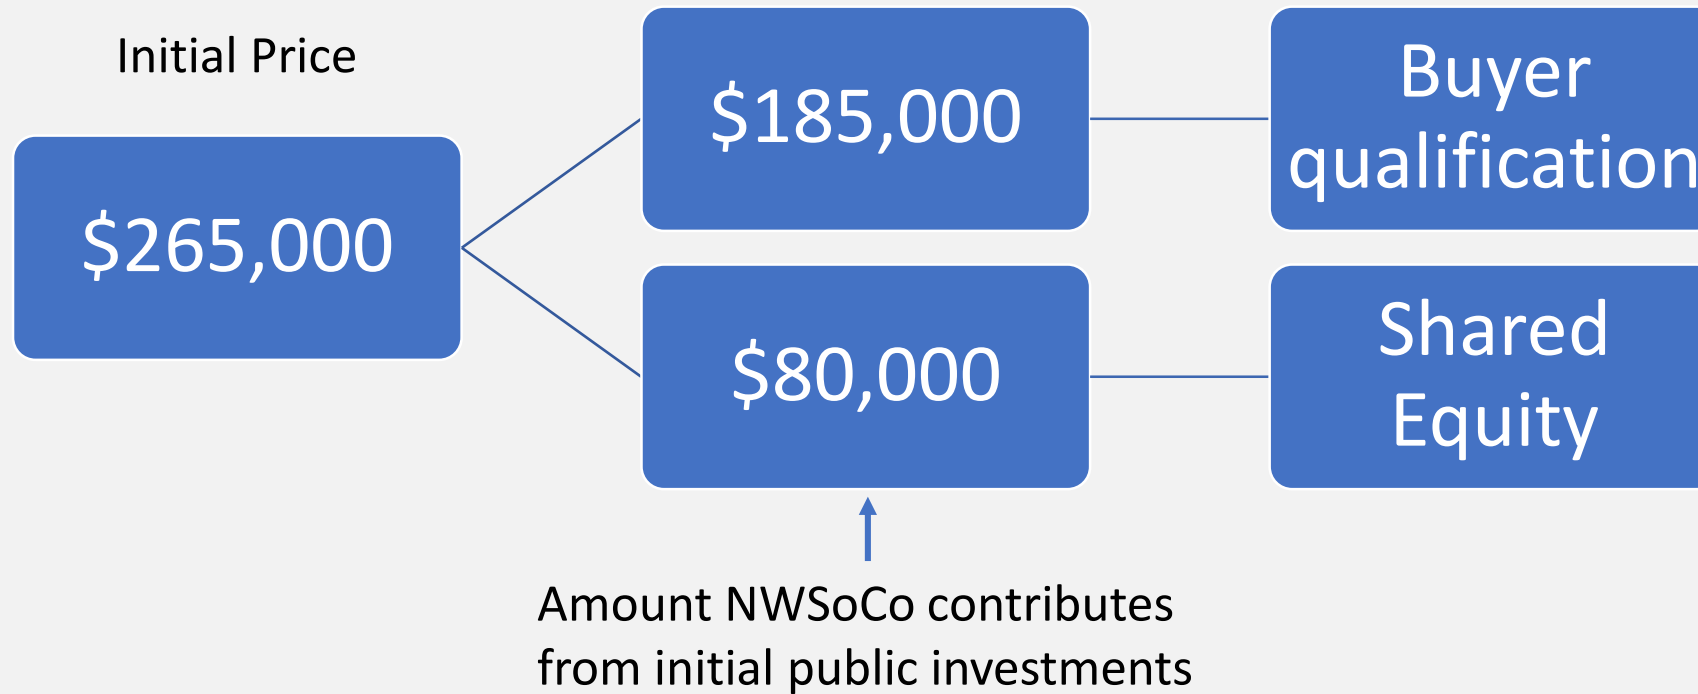 Initial Price
$265,000
$185,000
Buyer
qualification
$80,000
Shared
Equity
Amount NWSoCo contributes
from initial public investments